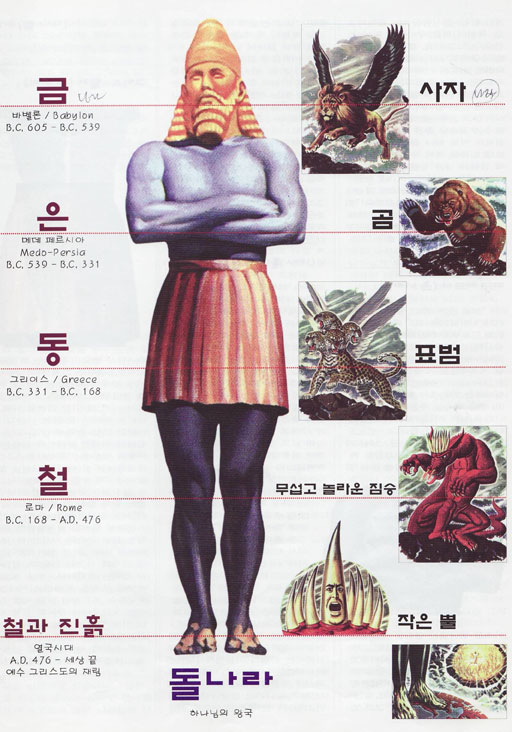 금
바벨론 / Babylon
B.C. 605 - B.C. 539
사자
은
메데 페르시아
Medo-Persia
B.C. 539 - B.C. 331
곰
동
그리이스 / Greece
B.C. 331 - B.C. 168
표범
철
로마 / Rome
B.C. 168 - A.D. 476
무섭고 놀라운 짐승
철과 진흙
열국시대
A.D. 476 - 세상 끝
예수 그리스도의 재림
작은 뿔
돌나라
하나님의 왕국